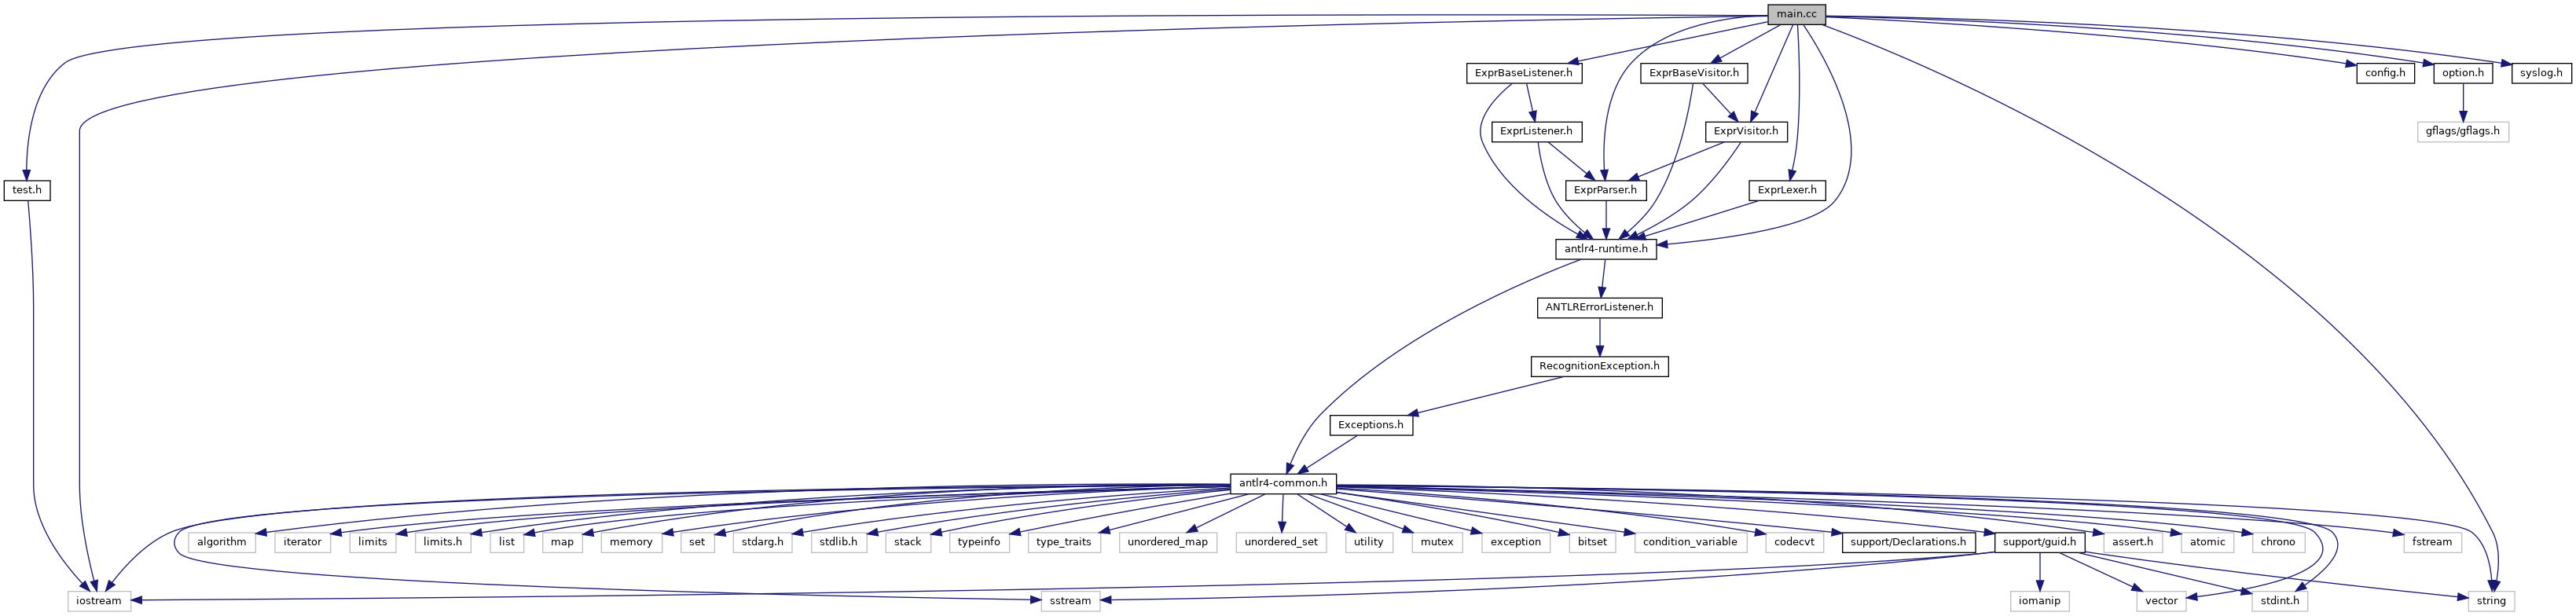 main.cc
ExprBaseListener.h
ExprBaseVisitor.h
config.h
option.h
syslog.h
ExprListener.h
ExprVisitor.h
gflags/gflags.h
test.h
ExprParser.h
ExprLexer.h
antlr4-runtime.h
ANTLRErrorListener.h
RecognitionException.h
Exceptions.h
antlr4-common.h
algorithm
iterator
limits
limits.h
list
map
memory
set
stdarg.h
stdlib.h
stack
typeinfo
type_traits
unordered_map
unordered_set
utility
mutex
exception
bitset
condition_variable
codecvt
support/Declarations.h
support/guid.h
assert.h
atomic
chrono
fstream
iostream
sstream
iomanip
vector
stdint.h
string